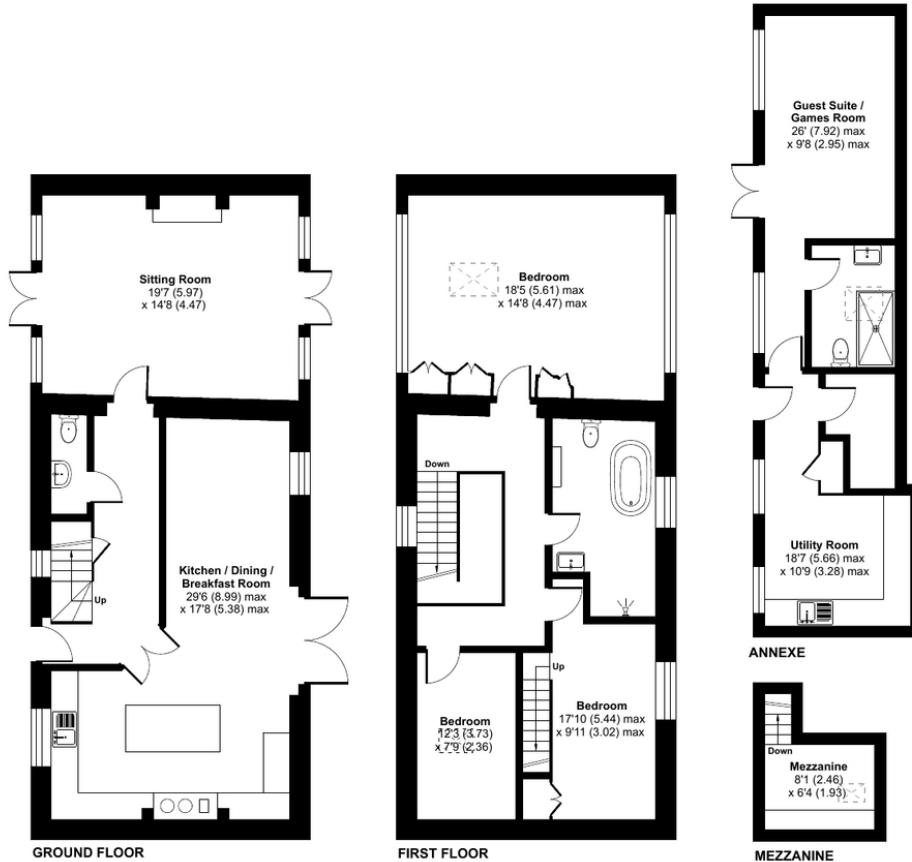 Sitting Room
19'7 (5.97)
x 14'8 (4.47)
Kitchen / Dining /
Breakfast Room
29'6 (8.99) max
x 17'8 (5.38) max
Up
GROUND FLOOR
Bedroom
18'5 (5.61) max
x 14'8 (4.47) max
Down
Up
Bedroom
17'10 (5.44) max
x 9'11 (3.02) max
Bedroom
x 7'9 (2.36)
FIRST FLOOR
Guest Suite /
Games Room
26' (7.92) max
x 9'8 (2.95) max
Utility Room
18'7 (5.66) max
x 10'9 (3.28) max
ANNEXE
Down
Mezzanine
8'1 (2.46)
x 6'4 (1.93)
MEZZANINE